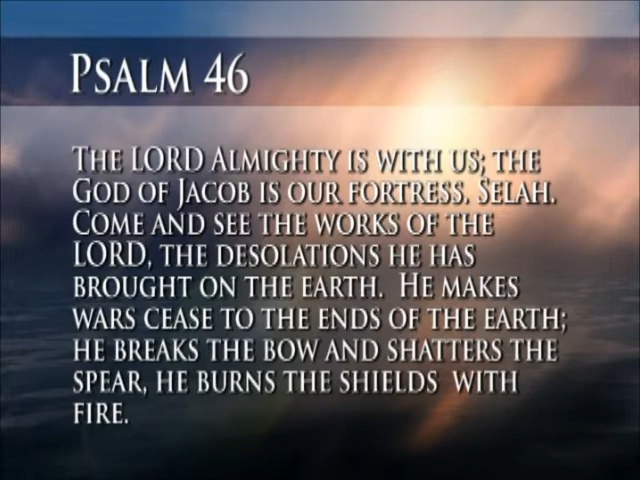 PSALM 46
THE LORD ALMIGHTY IS WITH US; THE
GOD OF JACOB IS OUR FORTRESS. SELAH.
COME AND SEE THE WORKS OF THE
LORD, THE DESOLATIONS HE HAS
BROUGHT ON THE EARTH. HE MAKES
WARS CEASE TO THE ENDS OF THE EARTH;
HE BREAKS THE BOW AND SHATTERS THE
SPEAR, HE BURNS THE SHIELDS WITH
FIRE.